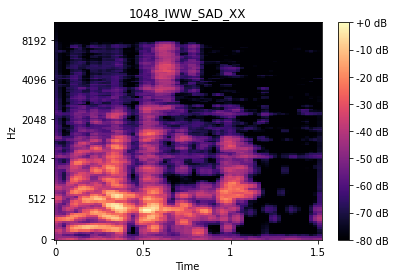 1048_IWW_SAD_XX
8192
4096
2048
1024
512
0
Hz
0
0.5
1
1.5
Time
+0 dB
-10 dB
-20 dB
-30 dB
-40 dB
-50 dB
-60 dB
-70 dB
-80 dB